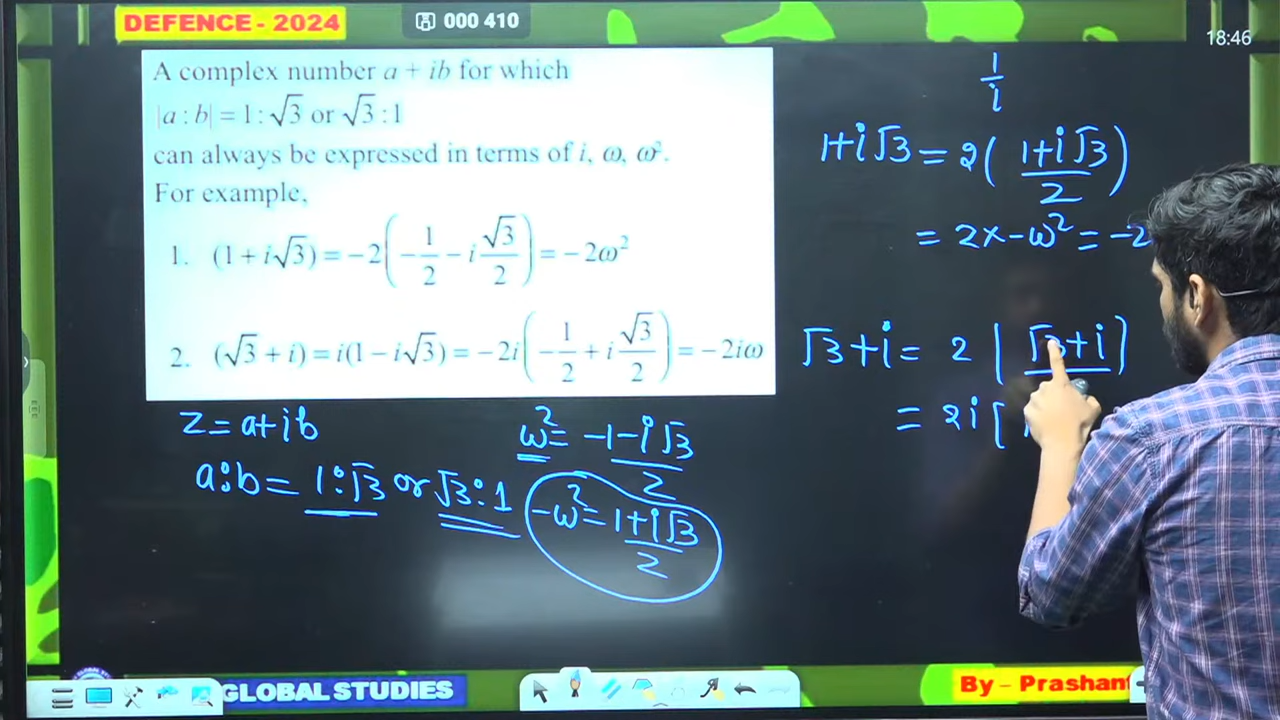 DEFENCE - 2024
000 410
18:46
A complex number a + ib for which
|a : b| = 1 : √3 or √3 : 1
can always be expressed in terms of i, ω, ω².
For example,
1. (1 + i√3) = −2(−1/2 − i √3/2) = −2ω²
2. (√3 + i) = i(1 − i√3) = −2i(−1/2 + i √3/2) = −2iω
z = a+ib
a:b = 1:√3 or √3:1
ω² = -1-i√3/2
-ω² = 1+i√3/2
1/i
1+i√3 = 2( 1+i√3/2 )
= 2x-ω² = -2
√3+i = 2 [ √3+i ]
= 2i [
GLOBAL STUDIES
By – Prashant